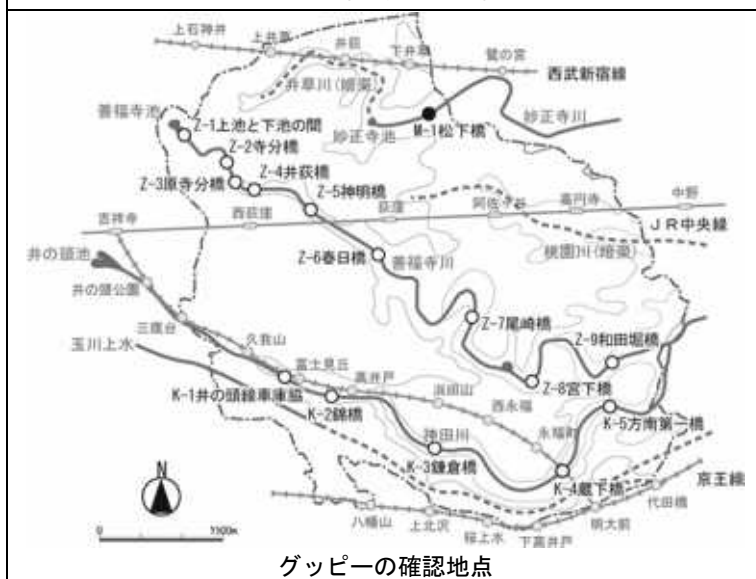 上石神井
上井草
井荻
下井草
鷺の宮
西武新宿線
井草川(暗渠)
善福寺池
妙正寺池
M-1松下橋
妙正寺川
Z-1上池と下池の間
Z-2寺分橋
Z-4井荻橋
Z-3原寺分橋
Z-5神明橋
吉祥寺
西荻窪
荻窪
阿佐ヶ谷
高円寺
中野
JR中央線
井の頭池
Z-6春日橋
善福寺川
桃園川(暗渠)
井の頭公園
三鷹台
Z-7尾崎橋
玉川上水
久我山
Z-9和田堀橋
富士見丘
高井戸
K-1井の頭線車庫脇
浜田山
Z-8宮下橋
K-2錦橋
西永福
K-5方南第一橋
神田川
永福町
K-3鎌倉橋
K-4蔵下橋
京王線
N
代田橋
八幡山
上北沢
桜上水
下高井戸
明大前
0
1500m
グッピーの確認地点